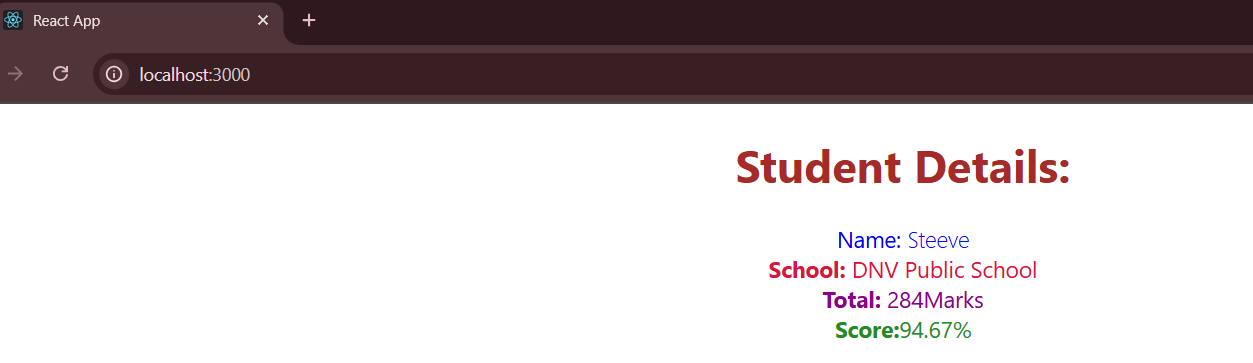 React App
localhost:3000
Student Details:
Name: Steeve
School: DNV Public School
Total: 284Marks
Score:94.67%